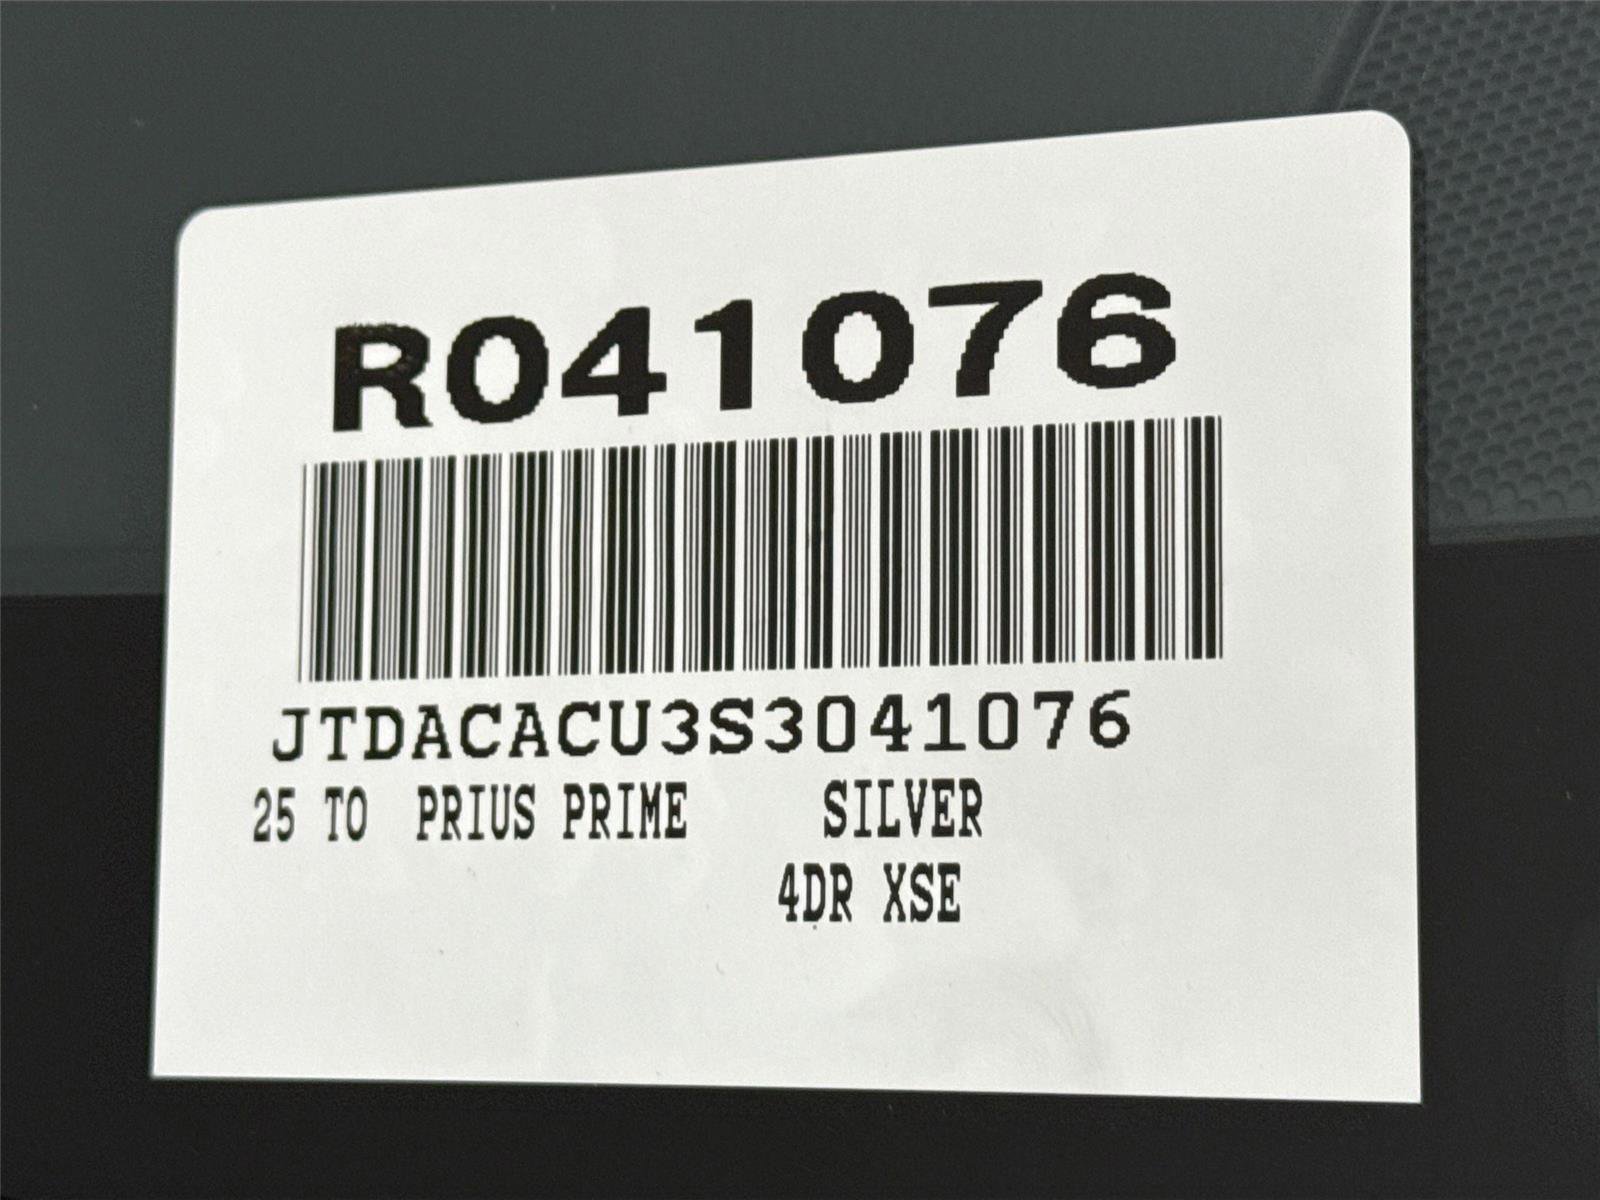 R041076
JTDACACU3S3041076
25 TO PRIUS PRIME SILVER
4DR XSE